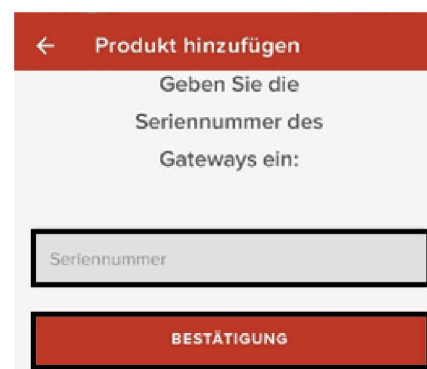 ← Produkt hinzufügen
Geben Sie die
Seriennummer des
Gateways ein:
Seriennummer
BESTÄTIGUNG